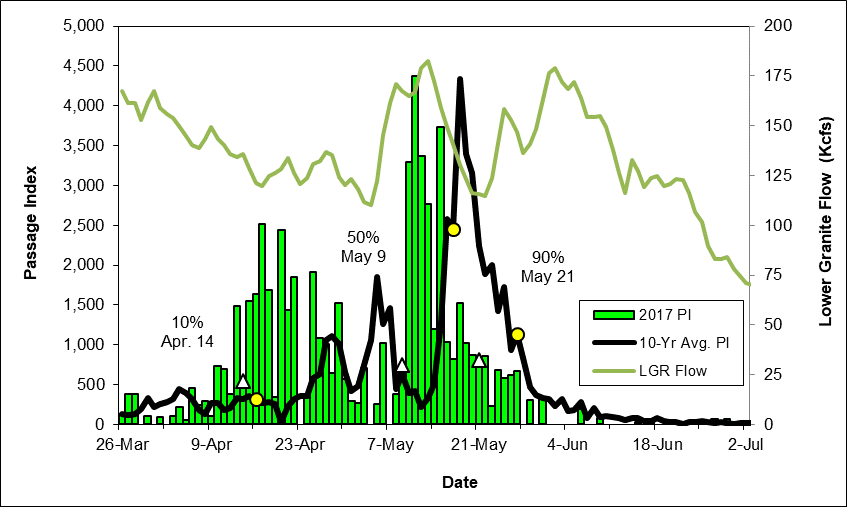 5,000
4,500
4,000
3,500
3,000
2,500
2,000
1,500
1,000
500
0
Passage Index
200
175
150
125
100
75
50
25
0
Lower Granite Flow (Kcfs)
10%
Apr. 14
50%
May 9
90%
May 21
2017 PI
10-Yr Avg. PI
LGR Flow
26-Mar 9-Apr 23-Apr 7-May 21-May 4-Jun 18-Jun 2-Jul
Date